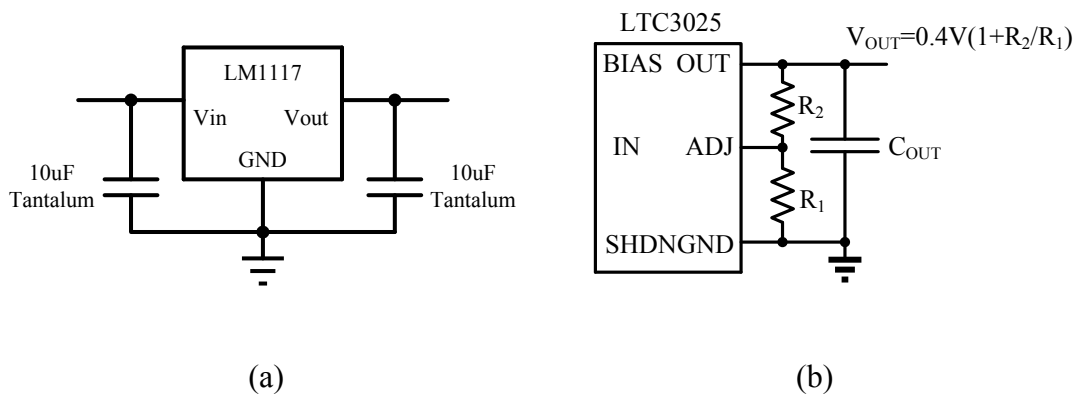 LM1117
Vin
Vout
GND
10uF
Tantalum
10uF
Tantalum
(a)
LTC3025
V_OUT=0.4V(1+R_2/R_1)
BIAS OUT
R_2
IN
ADJ
C_OUT
R_1
SHDNGND
(b)